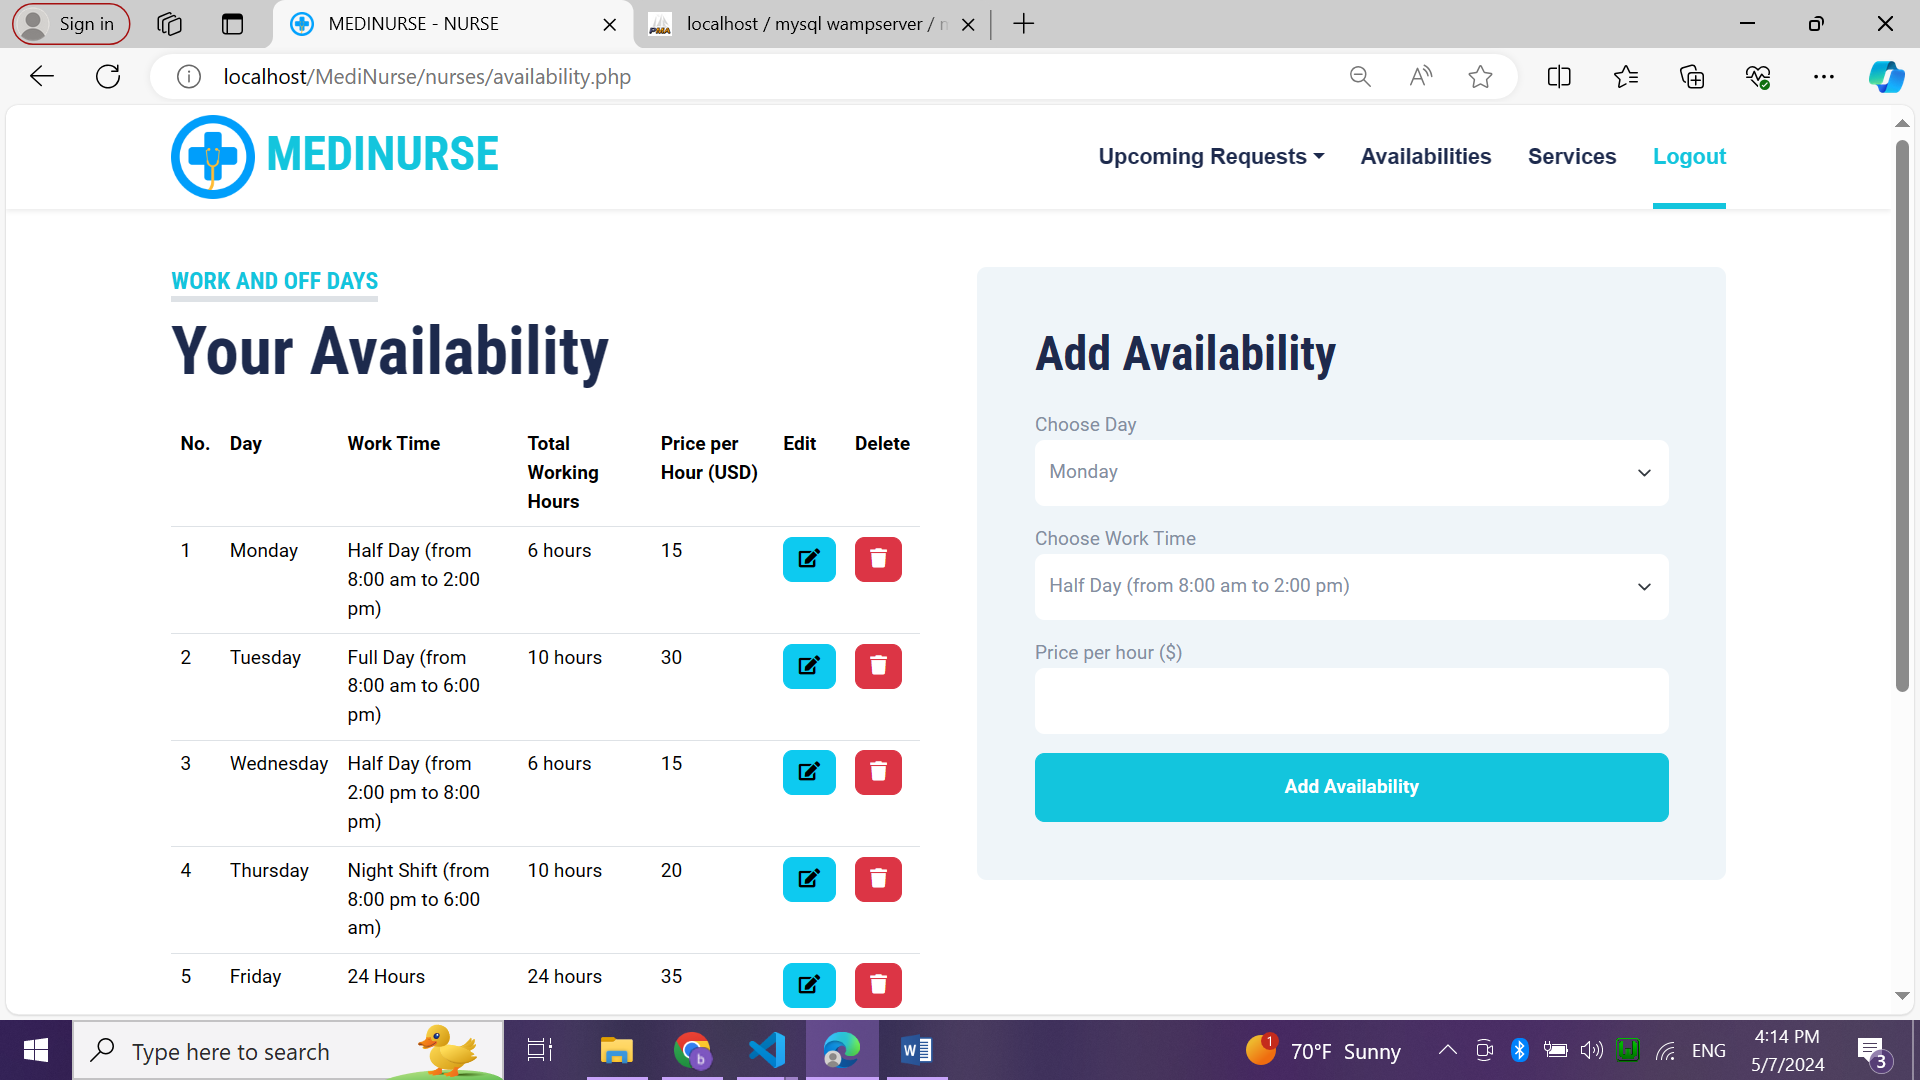 Sign in
MEDINURSE - NURSE
localhost / mysql wampserver /
localhost/MediNurse/nurses/availability.php
MEDINURSE
Upcoming Requests
Availabilities
Services
Logout
WORK AND OFF DAYS
Your Availability
No. Day Work Time Total Price per Edit Delete
Working Hour (USD)
Hours
1 Monday Half Day (from 6 hours 15
8:00 am to 2:00
pm)
2 Tuesday Full Day (from 10 hours 30
8:00 am to 6:00
pm)
3 Wednesday Half Day (from 6 hours 15
2:00 pm to 8:00
pm)
4 Thursday Night Shift (from 10 hours 20
8:00 pm to 6:00
am)
5 Friday 24 Hours 24 hours 35
Add Availability
Choose Day
Monday
Choose Work Time
Half Day (from 8:00 am to 2:00 pm)
Price per hour ($)
Add Availability
Type here to search
1
70°F Sunny
ENG
4:14 PM
5/7/2024
3